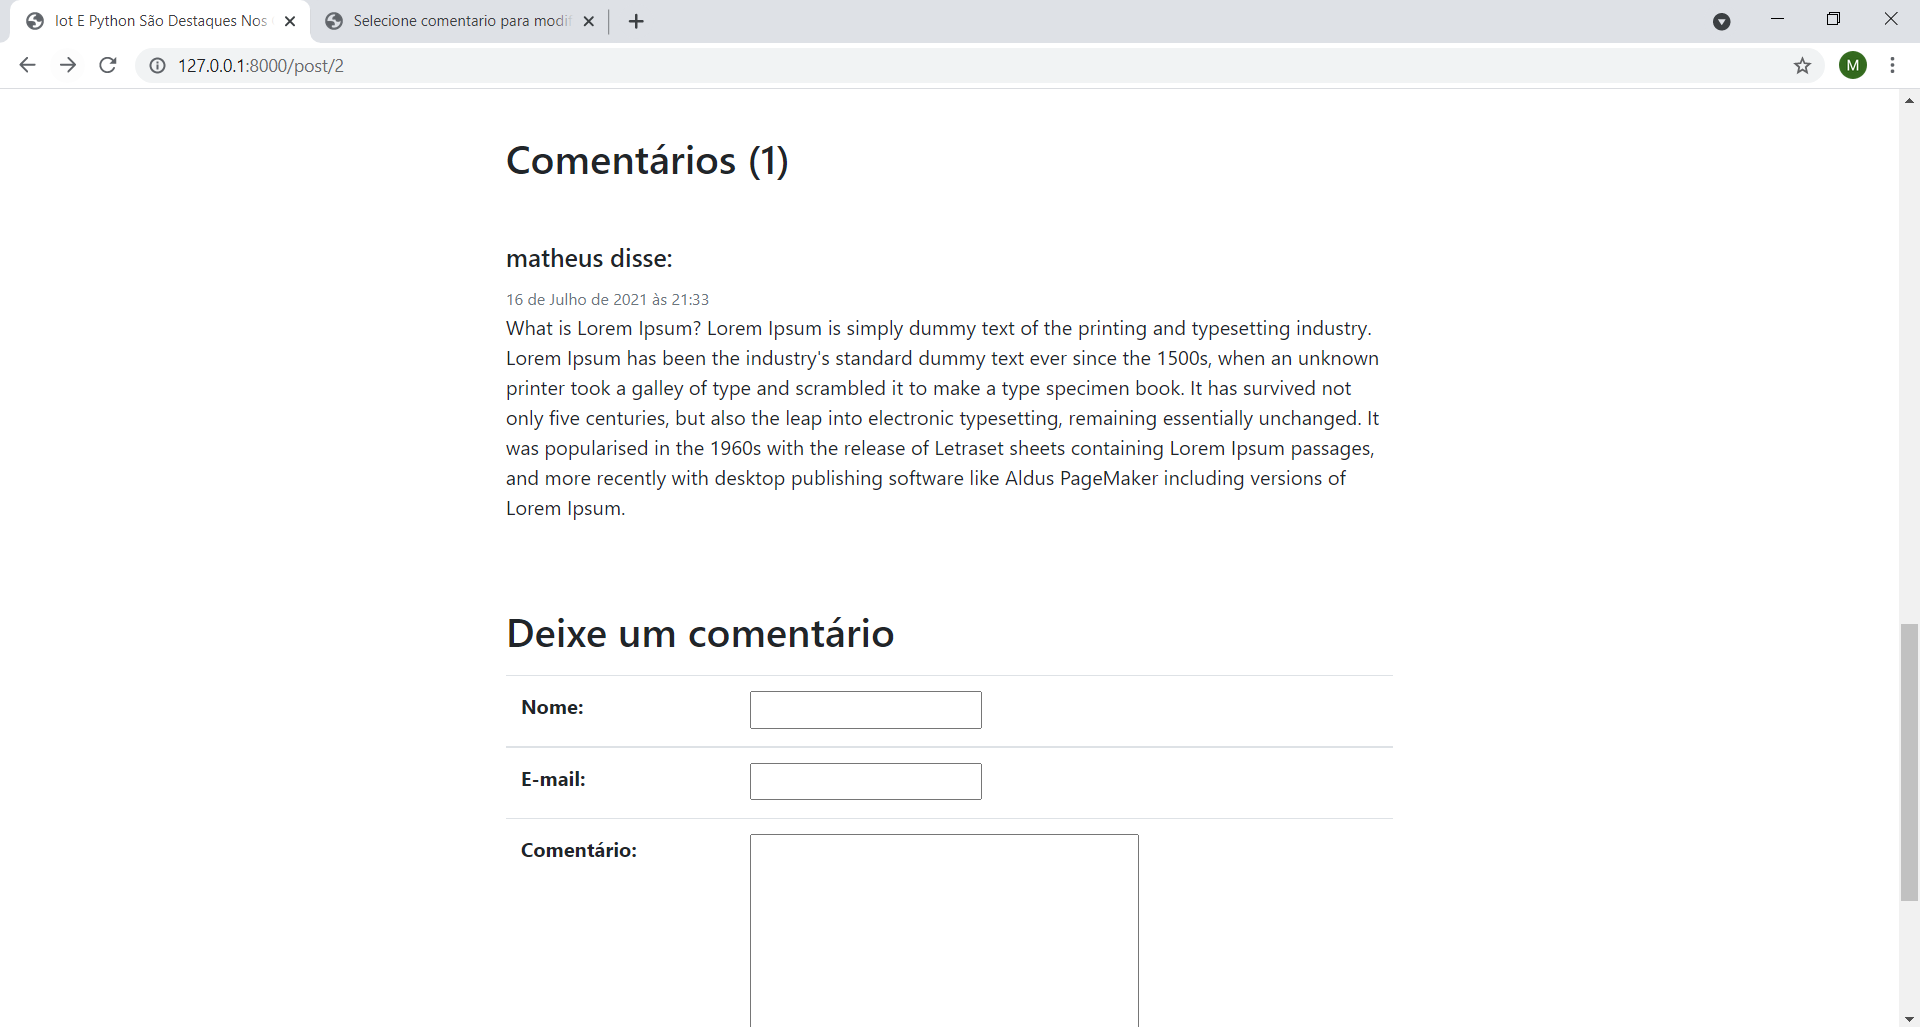 Iot E Python São Destaques Nos
Selecione comentario para modif
127.0.0.1:8000/post/2
M
Comentários (1)
matheus disse:
16 de Julho de 2021 às 21:33
What is Lorem Ipsum? Lorem Ipsum is simply dummy text of the printing and typesetting industry.
Lorem Ipsum has been the industry's standard dummy text ever since the 1500s, when an unknown
printer took a galley of type and scrambled it to make a type specimen book. It has survived not
only five centuries, but also the leap into electronic typesetting, remaining essentially unchanged. It
was popularised in the 1960s with the release of Letraset sheets containing Lorem Ipsum passages,
and more recently with desktop publishing software like Aldus PageMaker including versions of
Lorem Ipsum.
Deixe um comentário
Nome:
E-mail:
Comentário: